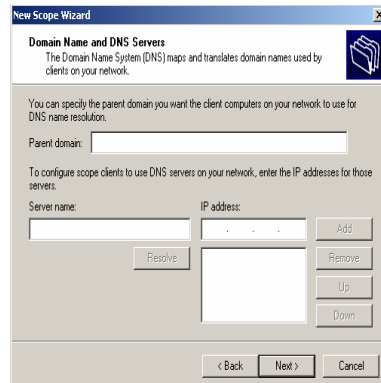 New Scope Wizard
Domain Name and DNS Servers
The Domain Name System (DNS) maps and translates domain names used by
clients on your network.
You can specify the parent domain you want the client computers on your network to use for
DNS name resolution.
Parent domain:
To configure scope clients to use DNS servers on your network, enter the IP addresses for those
servers.
Server name:
IP address:
. . .
Add
Resolve
Remove
Up
Down
< Back
Next >
Cancel